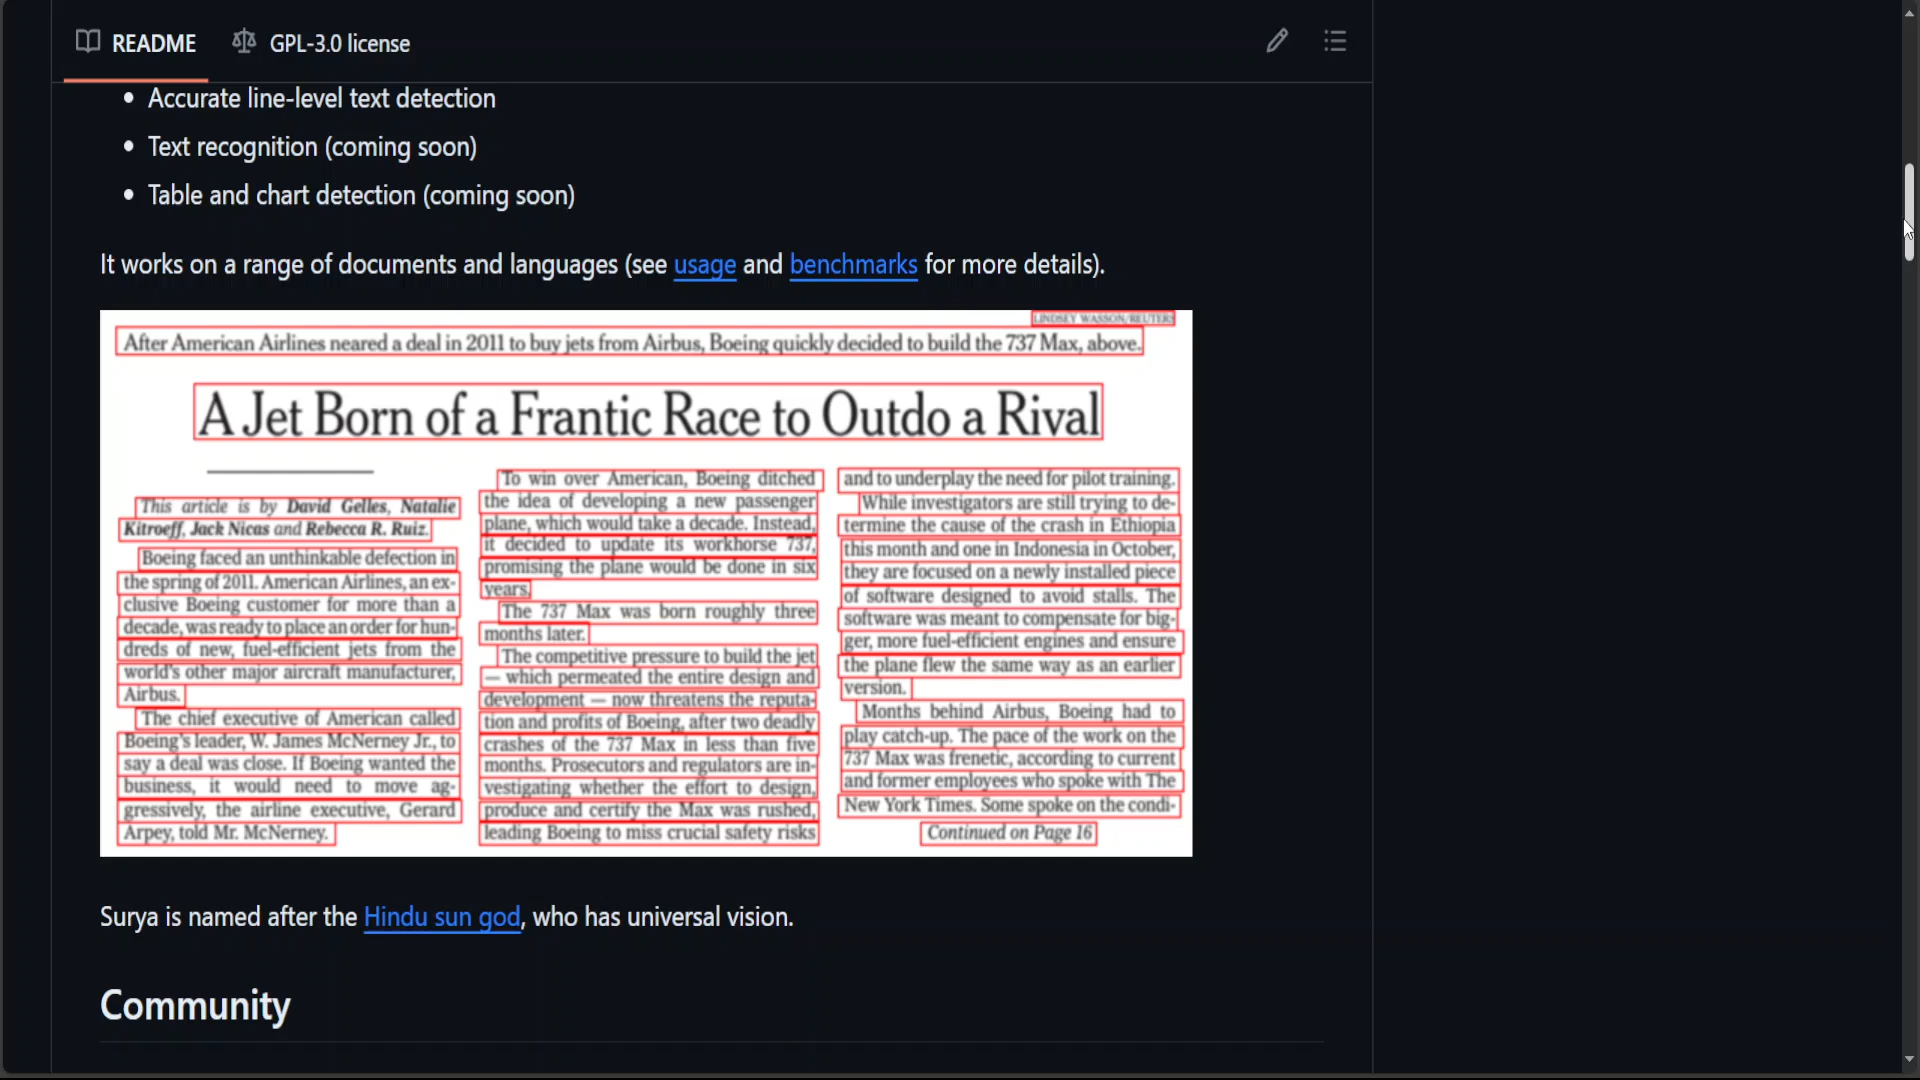 README
GPL-3.0 license
Accurate line-level text detection
Text recognition (coming soon)
Table and chart detection (coming soon)
It works on a range of documents and languages (see usage and benchmarks for more details).
LINDSEY WASSON/REUTERS
After American Airlines neared a deal in 2011 to buy jets from Airbus, Boeing quickly decided to build the 737 Max, above.
A Jet Born of a Frantic Race to Outdo a Rival
This article is by David Gelles, Natalie
Kitroeff, Jack Nicas and Rebecca R. Ruiz.
Boeing faced an unthinkable defection in
the spring of 2011. American Airlines, an ex-
clusive Boeing customer for more than a
decade, was ready to place an order for hun-
dreds of new, fuel-efficient jets from the
world's other major aircraft manufacturer,
Airbus.
The chief executive of American called
Boeing's leader, W. James McNerney Jr., to
say a deal was close. If Boeing wanted the
business, it would need to move ag-
gressively, the airline executive, Gerard
Arpey, told Mr. McNerney.
To win over American, Boeing ditched
the idea of developing a new passenger
plane, which would take a decade. Instead,
it decided to update its workhorse 737,
promising the plane would be done in six
years.
The 737 Max was born roughly three
months later.
The competitive pressure to build the jet
— which permeated the entire design and
development — now threatens the reputa-
tion and profits of Boeing, after two deadly
crashes of the 737 Max in less than five
months. Prosecutors and regulators are in-
vestigating whether the effort to design,
produce and certify the Max was rushed,
leading Boeing to miss crucial safety risks
and to underplay the need for pilot training.
While investigators are still trying to de-
termine the cause of the crash in Ethiopia
this month and one in Indonesia in October,
they are focused on a newly installed piece
of software designed to avoid stalls. The
software was meant to compensate for big-
ger, more fuel-efficient engines and ensure
the plane flew the same way as an earlier
version.
Months behind Airbus, Boeing had to
play catch-up. The pace of the work on the
737 Max was frenetic, according to current
and former employees who spoke with The
New York Times. Some spoke on the condi-
Continued on Page 16
Surya is named after the Hindu sun god, who has universal vision.
Community